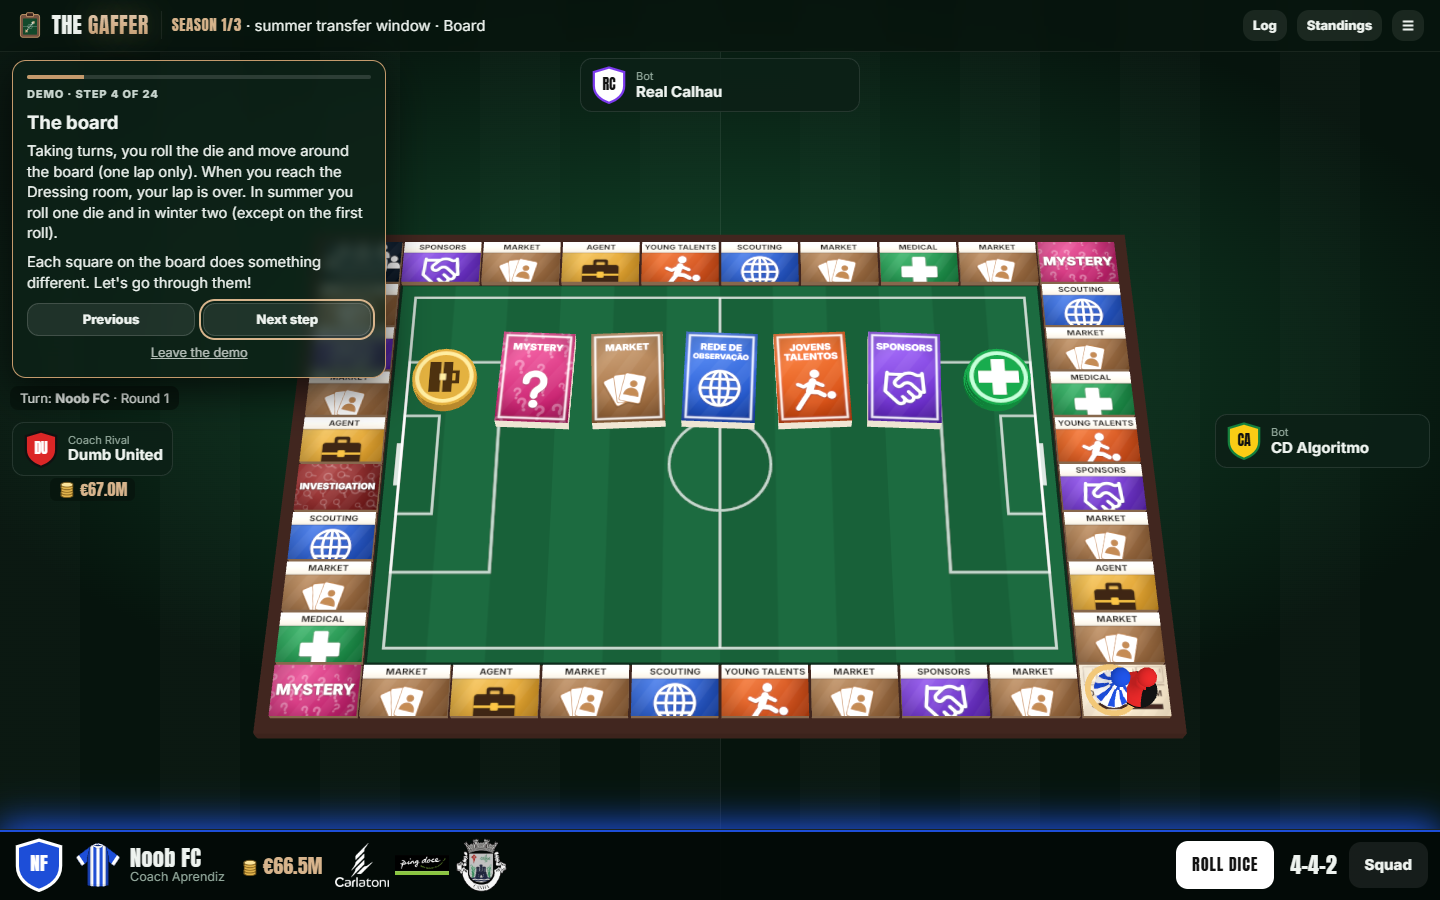 THE GAFFER
SEASON 1/3 · summer transfer window · Board
Log
Standings
DEMO · STEP 4 OF 24
The board
Taking turns, you roll the die and move around
the board (one lap only). When you reach the
Dressing room, your lap is over. In summer you
roll one die and in winter two (except on the first
roll).
Each square on the board does something
different. Let's go through them!
Previous
Next step
Leave the demo
RC
Bot
Real Calhau
Turn: Noob FC · Round 1
DU
Coach Rival
Dumb United
€67.0M
CA
Bot
CD Algoritmo
SPONSORS
MARKET
AGENT
YOUNG TALENTS
SCOUTING
MARKET
MEDICAL
MARKET
MYSTERY
SCOUTING
MARKET
MEDICAL
YOUNG TALENTS
SPONSORS
MARKET
AGENT
MARKET
MARKET
AGENT
INVESTIGATION
SCOUTING
MARKET
MEDICAL
MYSTERY
MARKET
AGENT
MARKET
SCOUTING
YOUNG TALENTS
MARKET
SPONSORS
MARKET
MYSTERY
?
MARKET
REDE DE
OBSERVAÇÃO
JOVENS
TALENTOS
SPONSORS
NF
Noob FC
Coach Aprendiz
€66.5M
Carlatoni
ping doce
ROLL DICE
4-4-2
Squad